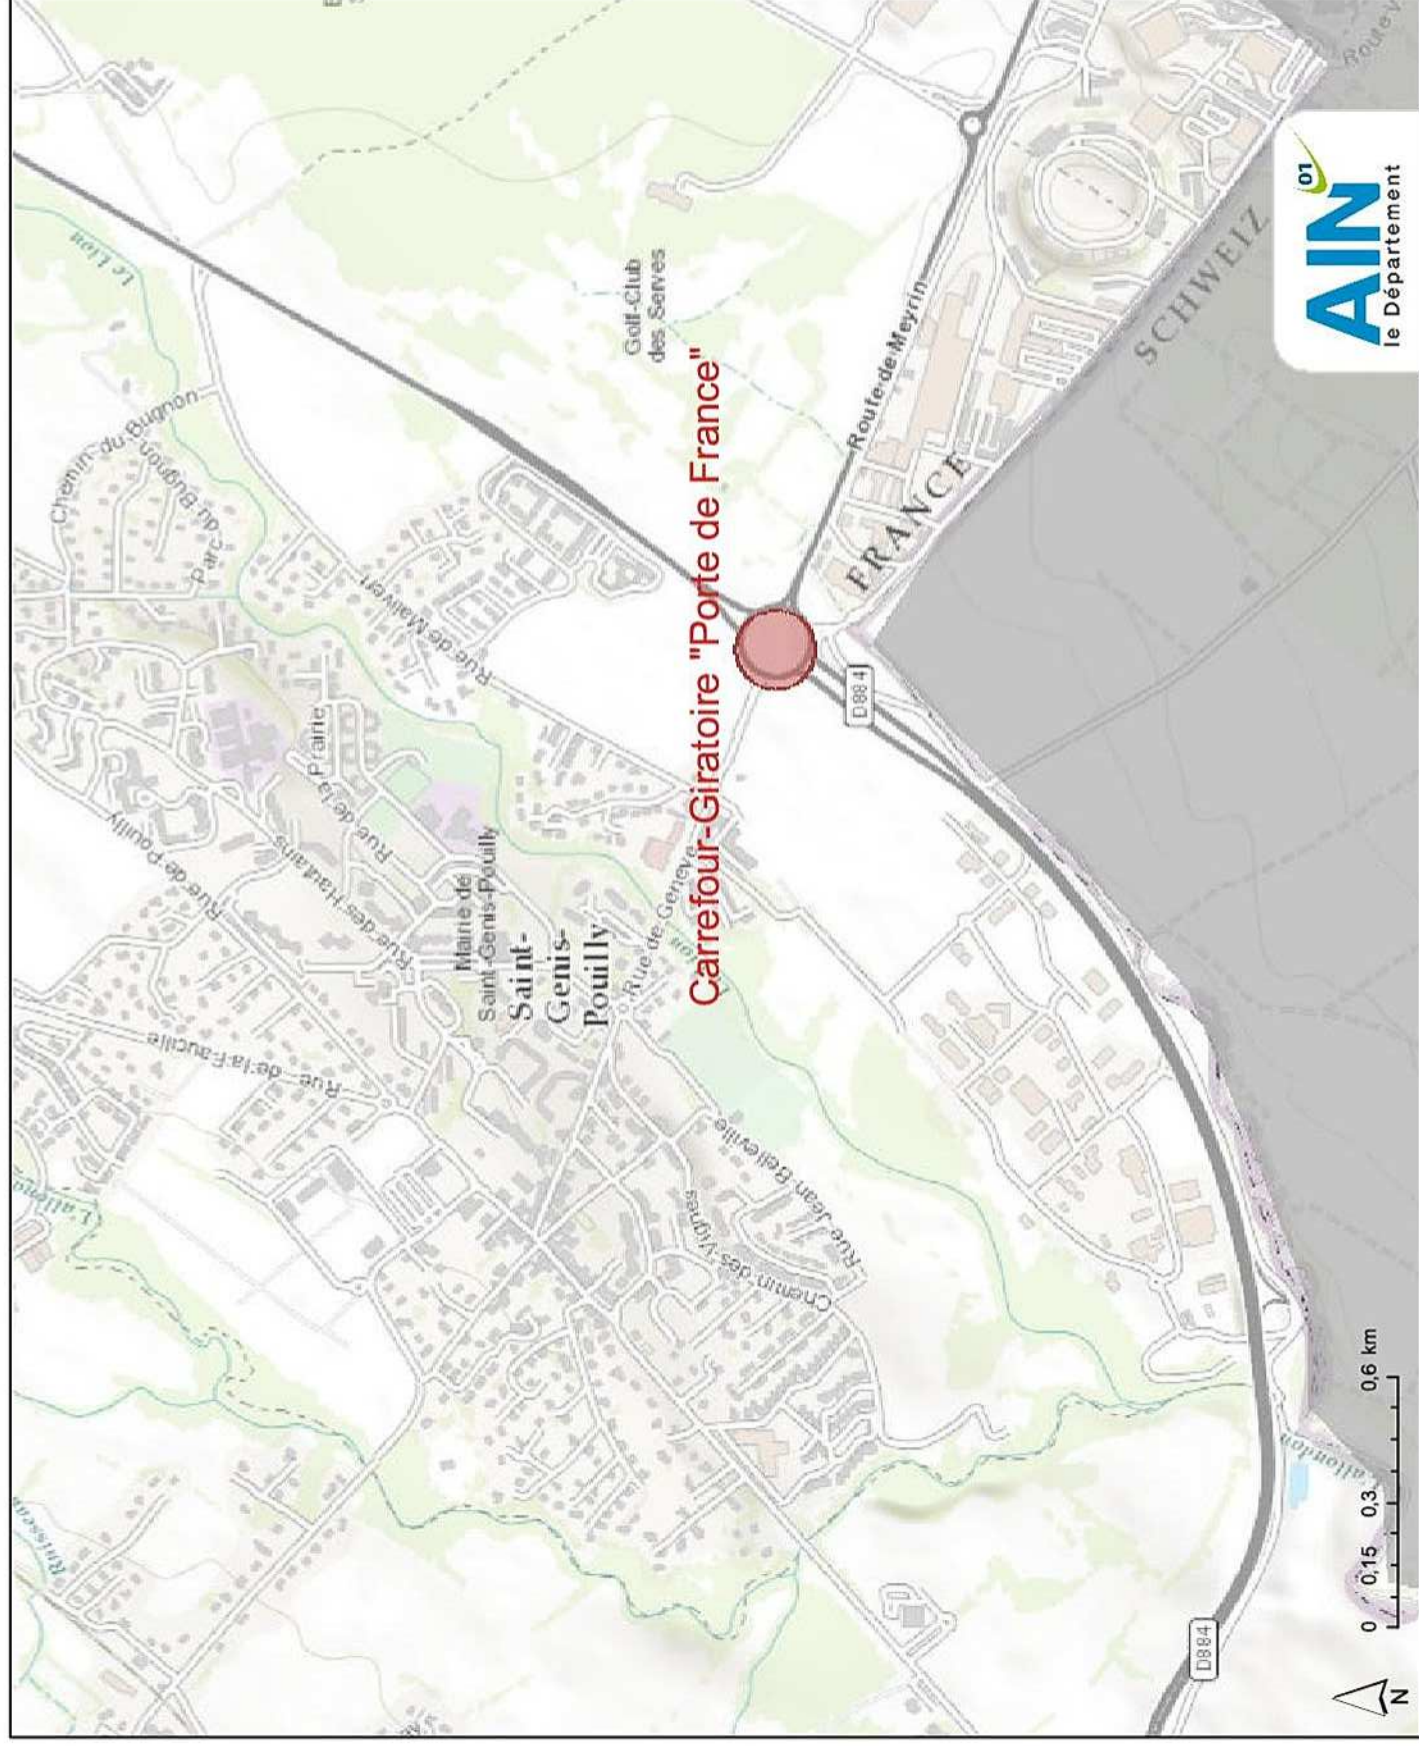 Le Lion
Chemin du Bugnon
Parc du Bugnon
Golf-Club
des Serves
Route de Meyrin
SCHWEIZ
FRANCE
Carrefour-Giratoire "Porte de France"
D884
Rue de Malivert
Rue de la Prairie
Rue de Pouilly
Rue des Hautains
Mairie de
Saint-Genis-Pouilly
Saint-
Genis-
Pouilly
Rue de Genève
Rue de la Faucille
Rue Jean Belleville
Chemin des Vignes
D884
0 0,15 0,3 0,6 km
N
AIN 01
le Département